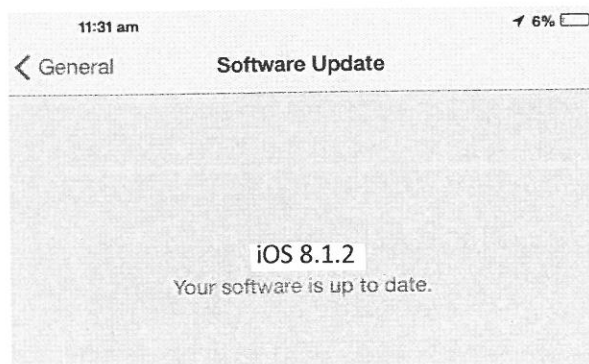 11:31 am
6%
General
Software Update
iOS 8.1.2
Your software is up to date.